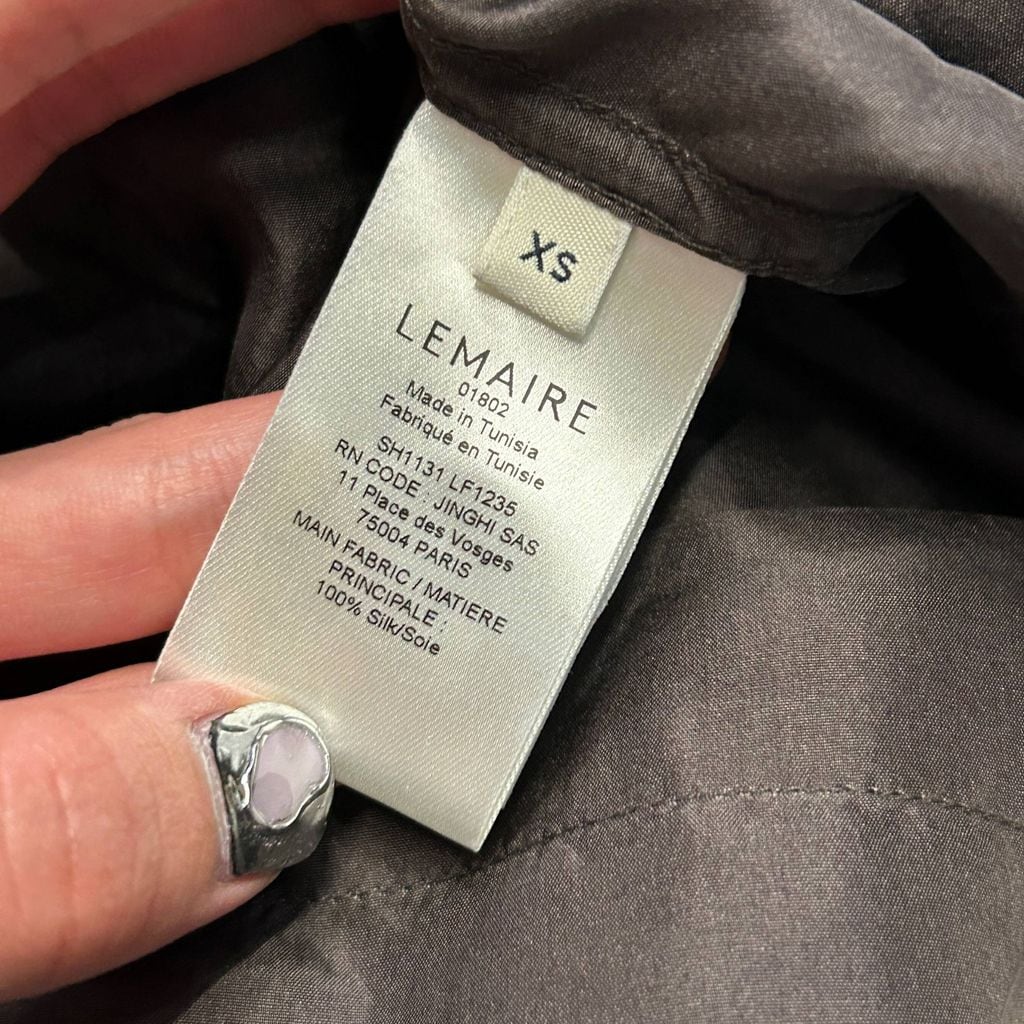 XS
LEMAIRE
01802
Made in Tunisia
Fabriqué en Tunisie
SH1131 LF1235
RN CODE : JINGHI SAS
11 Place des Vosges
75004 PARIS
MAIN FABRIC / MATIERE
PRINCIPALE :
100% Silk/Soie